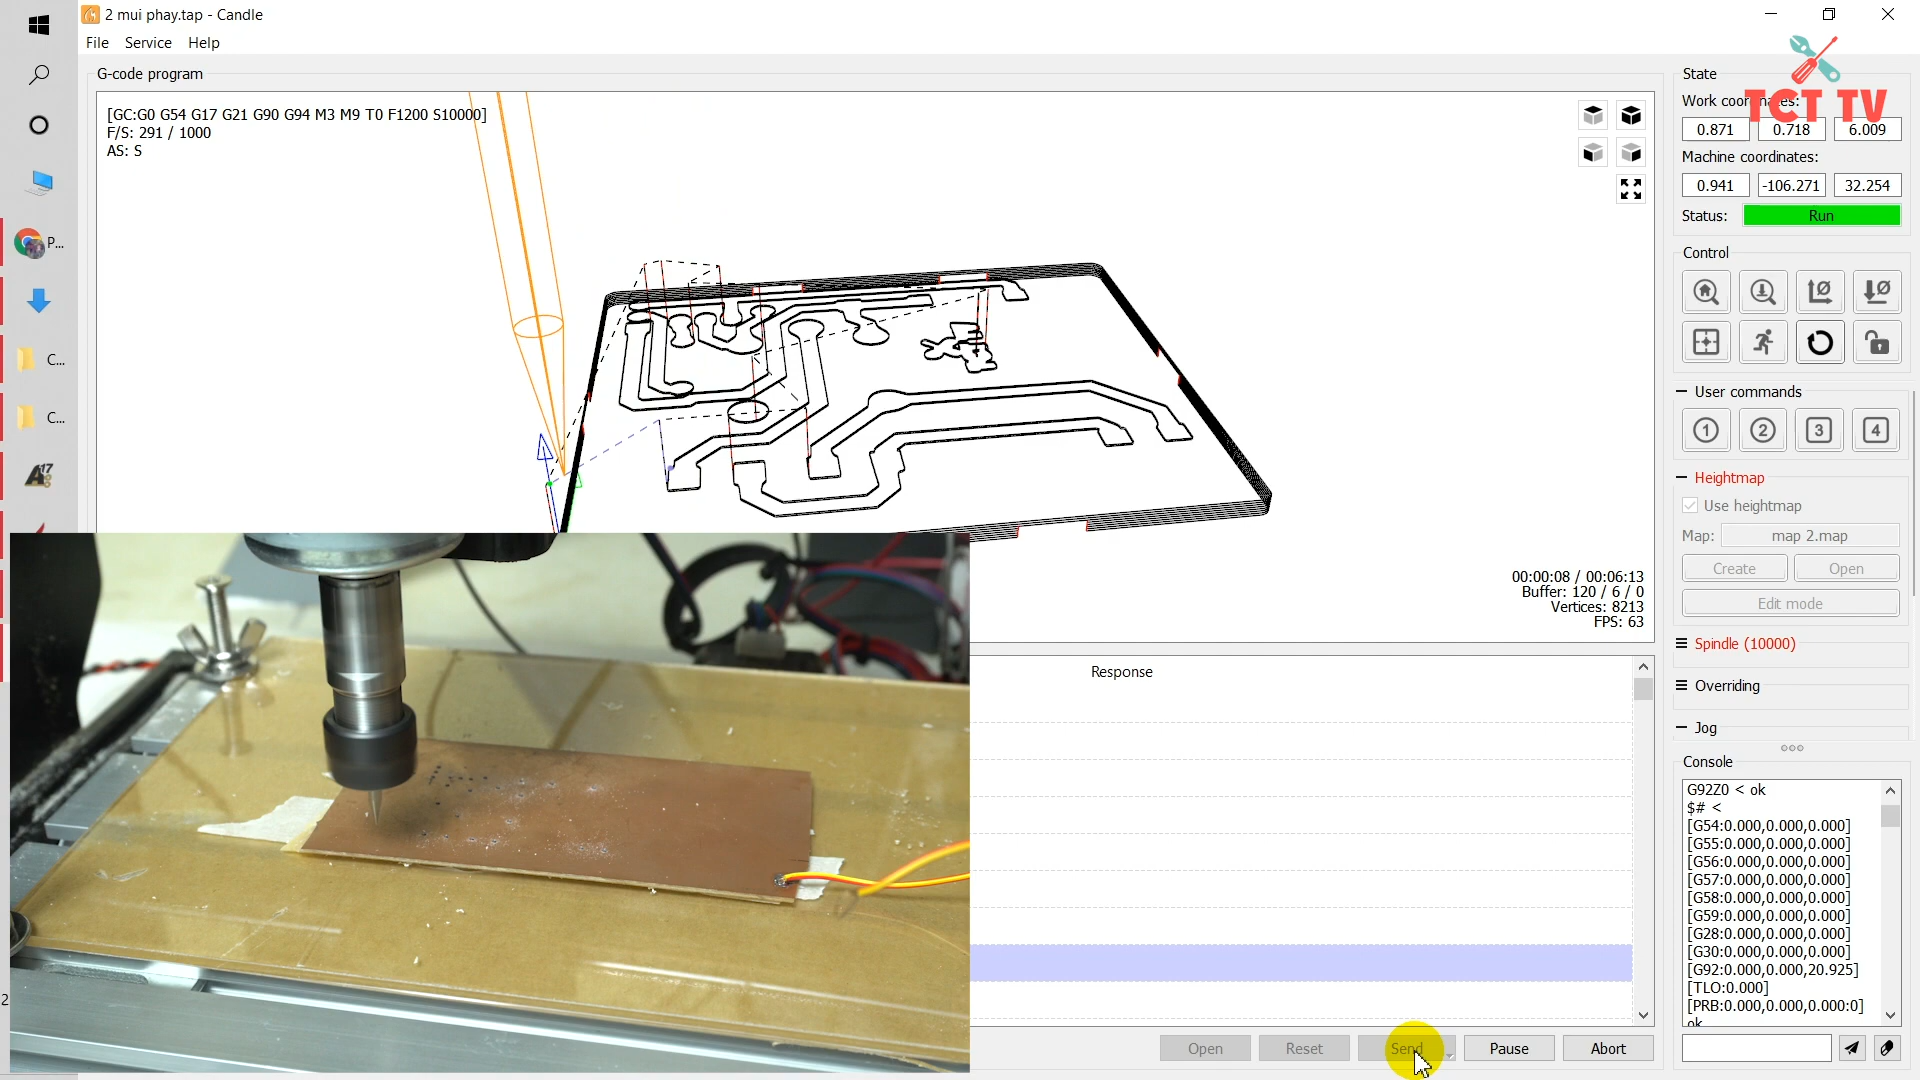 2 mui phay.tap - Candle
File Service Help
G-code program
[GC:G0 G54 G17 G21 G90 G94 M3 M9 T0 F1200 S10000]
F/S: 291 / 1000
AS: S
00:00:08 / 00:06:13
Buffer: 120 / 6 / 0
Vertices: 8213
FPS: 63
P...
C...
C...
A17
2
Response
Open Reset Send Pause Abort
State
TCT TV
Work coordinates:
0.871 0.718 6.009
Machine coordinates:
0.941 -106.271 32.254
Status: Run
Control
User commands
1 2 3 4
Heightmap
Use heightmap
Map: map 2.map
Create Open
Edit mode
Spindle (10000)
Overriding
Jog
Console
G92Z0 < ok
$# <
[G54:0.000,0.000,0.000]
[G55:0.000,0.000,0.000]
[G56:0.000,0.000,0.000]
[G57:0.000,0.000,0.000]
[G58:0.000,0.000,0.000]
[G59:0.000,0.000,0.000]
[G28:0.000,0.000,0.000]
[G30:0.000,0.000,0.000]
[G92:0.000,0.000,20.925]
[TLO:0.000]
[PRB:0.000,0.000,0.000:0]
ok